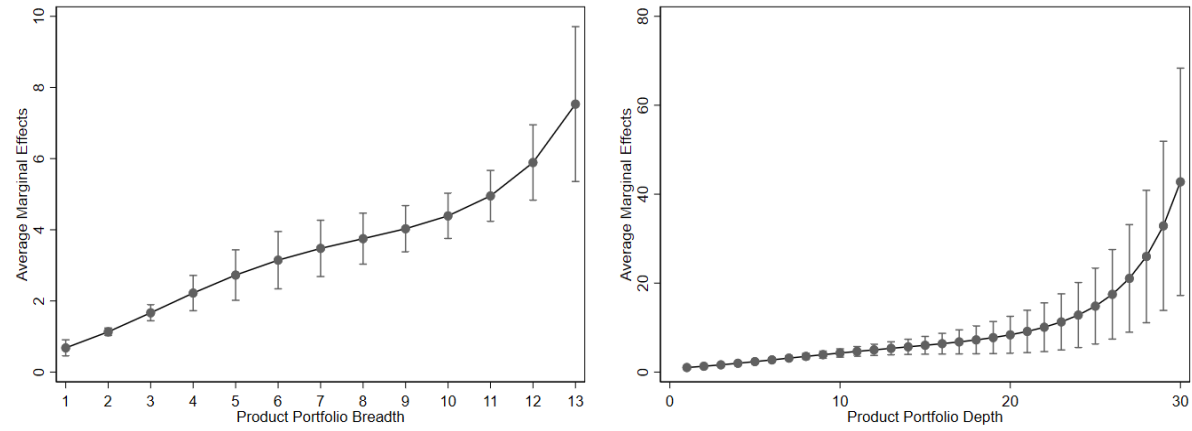 10
8
6
4
2
0
Average Marginal Effects
1 2 3 4 5 6 7 8 9 10 11 12 13
Product Portfolio Breadth
80
60
40
20
0
Average Marginal Effects
0 10 20 30
Product Portfolio Depth